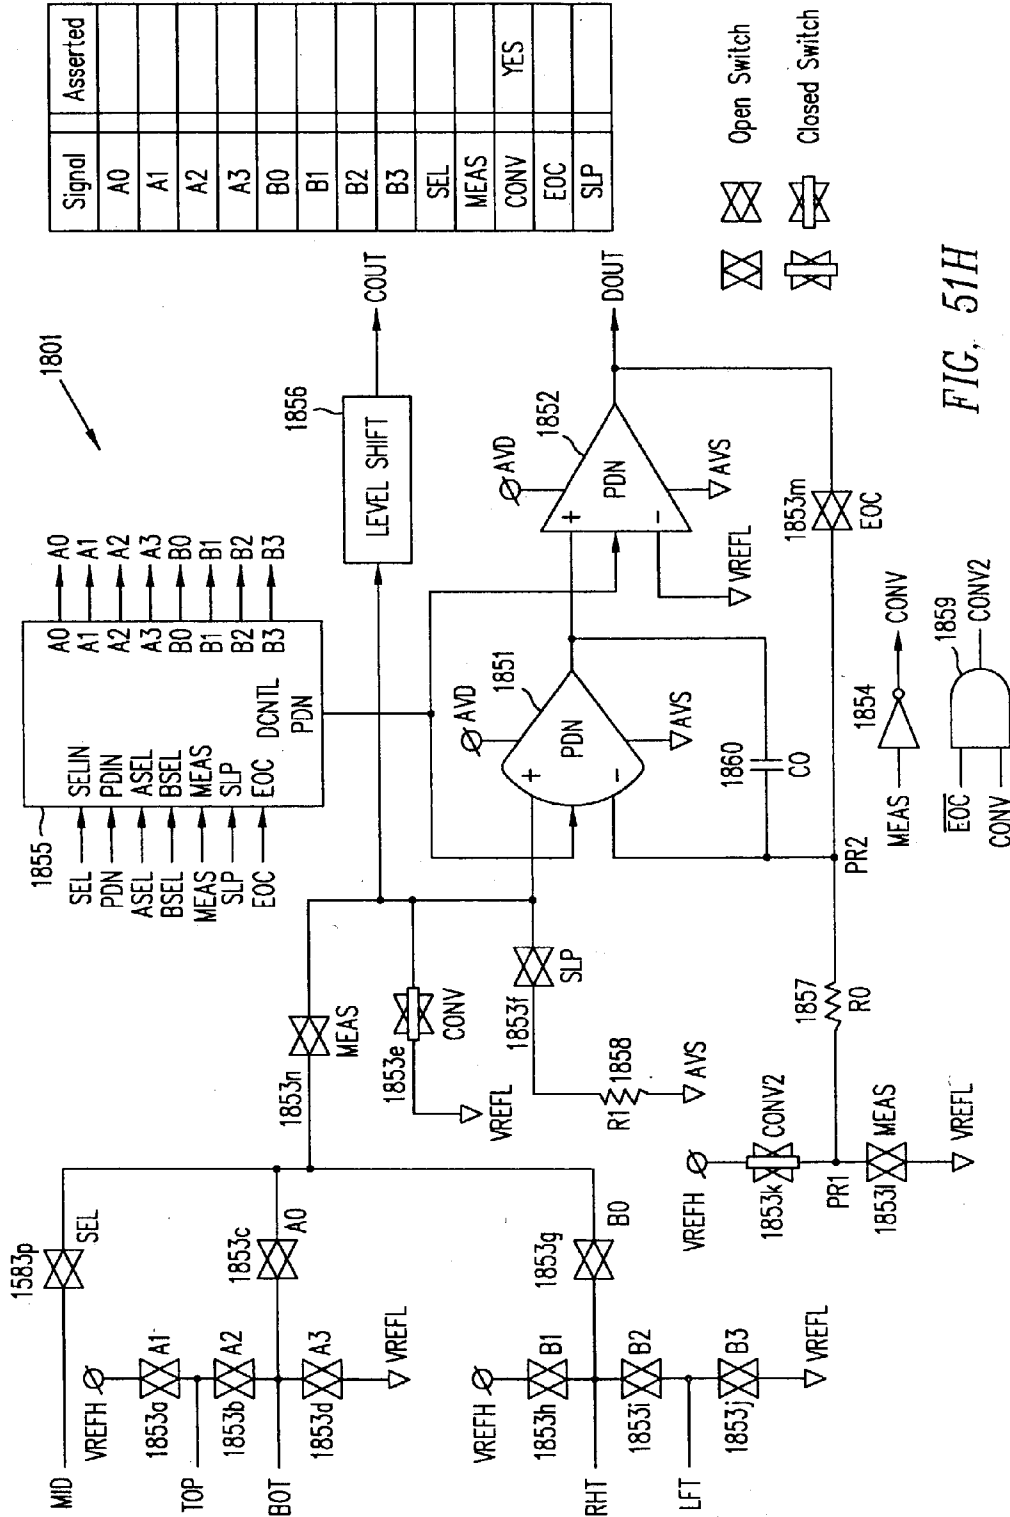 1801
1855
SEL
PDN
ASEL
BSEL
MEAS
SLP
EOC
SELIN
PDIN
ASEL
BSEL
MEAS
SLP
EOC
DCNTL
PDN
A0
A1
A2
A3
B0
B1
B2
B3
A0
A1
A2
A3
B0
B1
B2
B3
Signal Asserted
A0
A1
A2
A3
B0
B1
B2
B3
SEL
MEAS
CONV YES
EOC
SLP
1856
LEVEL SHIFT
COUT
MID
1583p
SEL
VREFH
1853a
A1
TOP
1853b
A2
1853c
A0
BOT
1853d
A3
VREFL
VREFH
1853h
B1
1853g
B0
RHT
1853i
B2
LFT
1853j
B3
VREFL
1853n
MEAS
1853e
CONV
VREFL
1853f
SLP
R1
1858
AVS
AVD
1851
+
PDN
−
AVS
1860
CO
AVD
1852
+
PDN
−
AVS
VREFL
DOUT
1853m
EOC
VREFH
1853k
CONV2
PR1
1853l
MEAS
VREFL
1857
R0
PR2
MEAS
1854
CONV
E̅O̅C̅
CONV
1859
CONV2
Open Switch
Closed Switch
FIG, 51H